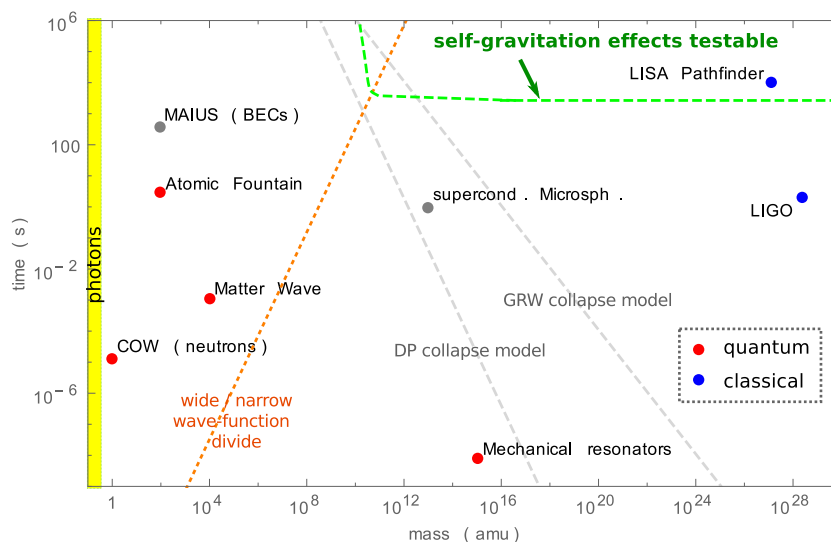 10^6
self-gravitation effects testable
LISA Pathfinder
MAIUS ( BECs )
100
Atomic Fountain
supercond . Microsph .
LIGO
time ( s )
10^-2
photons
Matter Wave
GRW collapse model
COW ( neutrons )
DP collapse model
quantum
classical
10^-6
wide / narrow
wave-function
divide
Mechanical resonators
1 10^4 10^8 10^12 10^16 10^20 10^24 10^28
mass ( amu )